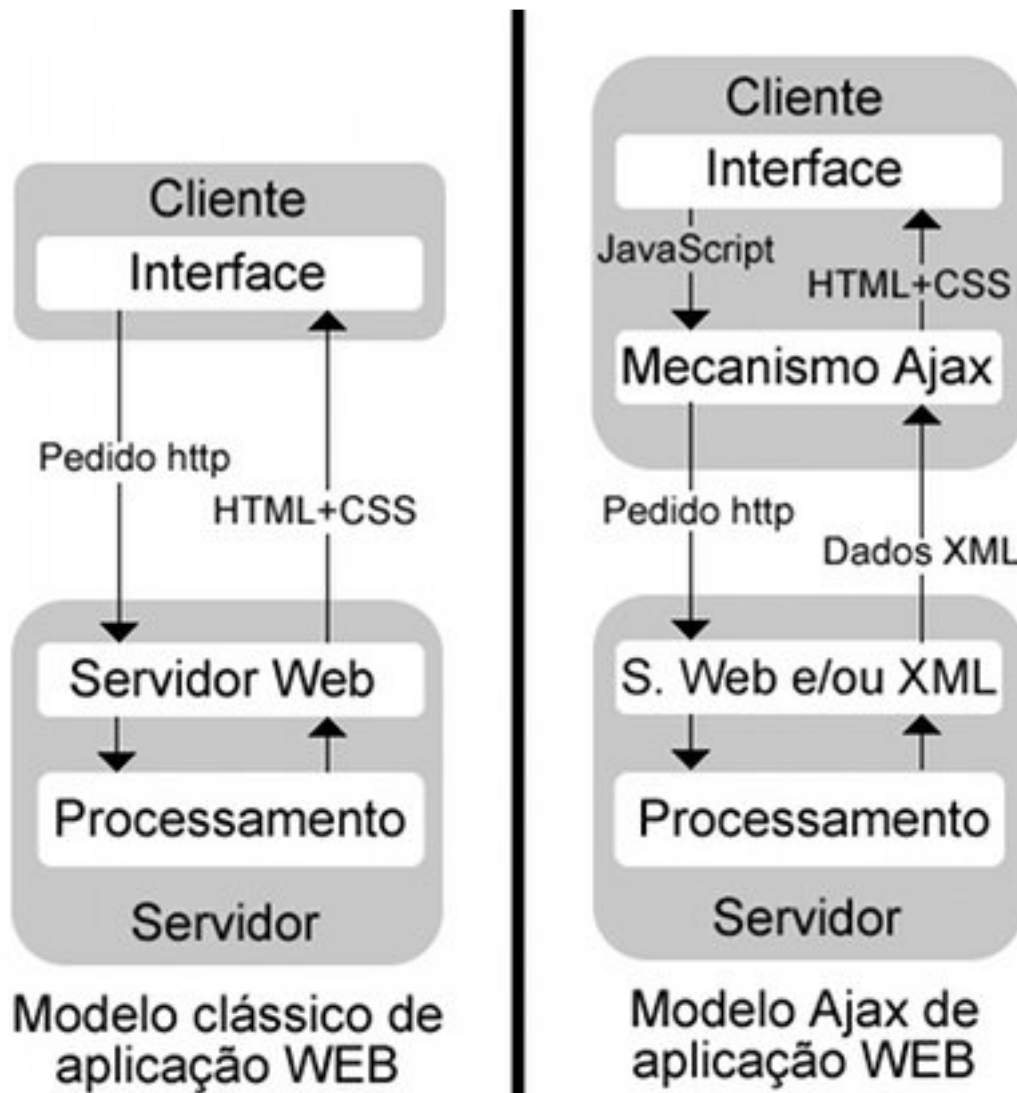 Cliente
Interface
Pedido http
HTML+CSS
Servidor Web
Processamento
Servidor
Modelo clássico de
aplicação WEB
Cliente
Interface
JavaScript
HTML+CSS
Mecanismo Ajax
Pedido http
Dados XML
S. Web e/ou XML
Processamento
Servidor
Modelo Ajax de
aplicação WEB